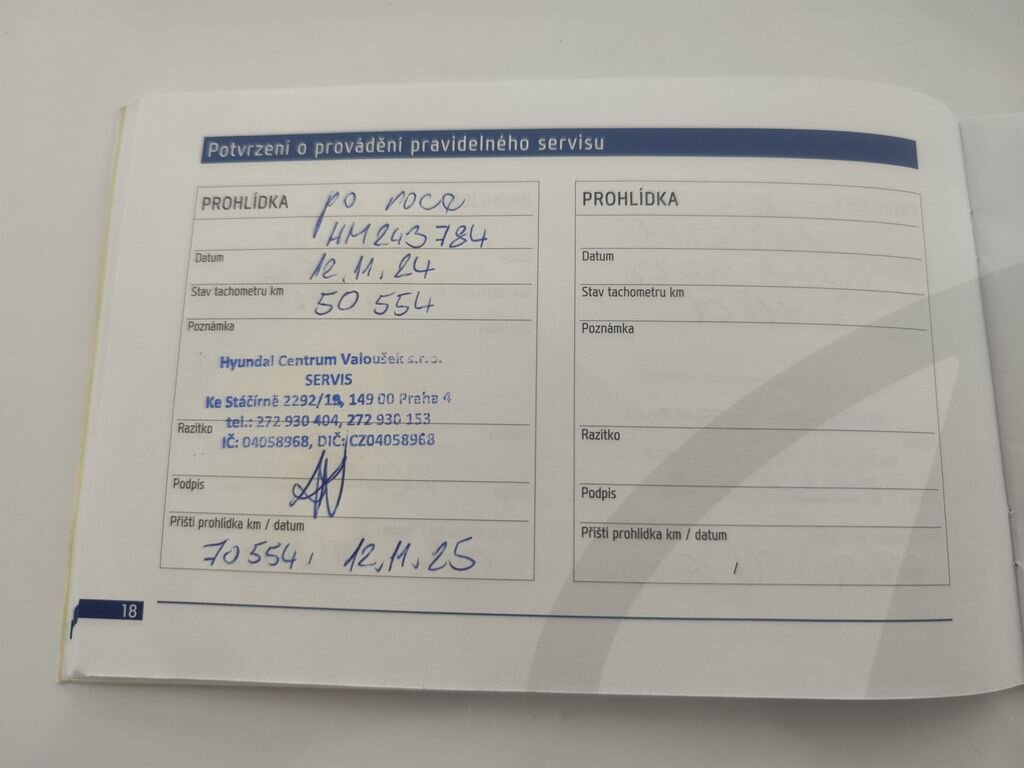 Potvrzení o provádění pravidelného servisu
PROHLÍDKA po roce
HM243784
Datum 12.11.24
Stav tachometru km 50 554
Poznámka
Hyundai Centrum Valoušek s.r.o.
SERVIS
Ke Stáčírně 2292/19, 149 00 Praha 4
tel.: 272 930 404, 272 930 153
Razítko
IČ: 04058968, DIČ: CZ04058968
Podpis
Příští prohlídka km / datum
70 554, 12.11.25
PROHLÍDKA
Datum
Stav tachometru km
Poznámka
Razítko
Podpis
Příští prohlídka km / datum
/
18